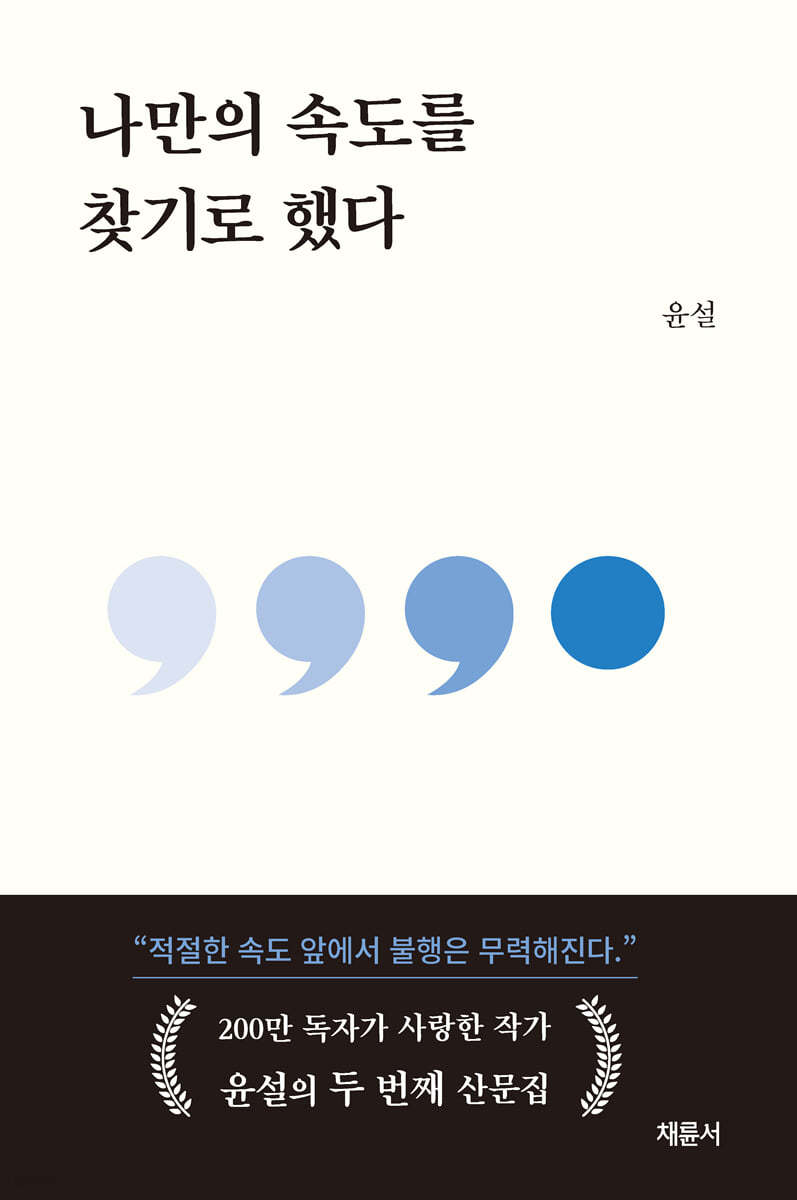 나만의 속도를
찾기로 했다
윤설
“적절한 속도 앞에서 불행은 무력해진다.”
200만 독자가 사랑한 작가
윤설의 두 번째 산문집
채륜서